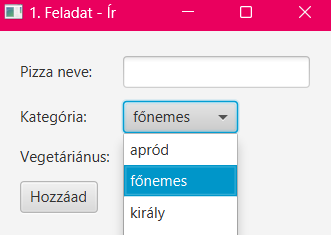 1. Feladat - Ír
Pizza neve:
Kategória: főnemes
apród
Vegetáriánus:
főnemes
Hozzáad
király